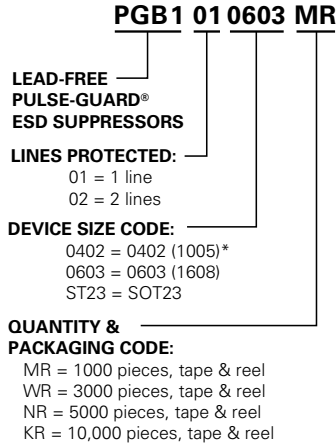 PGB1 01 0603 MR
LEAD-FREE
PULSE-GUARD®
ESD SUPPRESSORS
LINES PROTECTED:
01 = 1 line
02 = 2 lines
DEVICE SIZE CODE:
0402 = 0402 (1005)*
0603 = 0603 (1608)
ST23 = SOT23
QUANTITY &
PACKAGING CODE:
MR = 1000 pieces, tape & reel
WR = 3000 pieces, tape & reel
NR = 5000 pieces, tape & reel
KR = 10,000 pieces, tape & reel